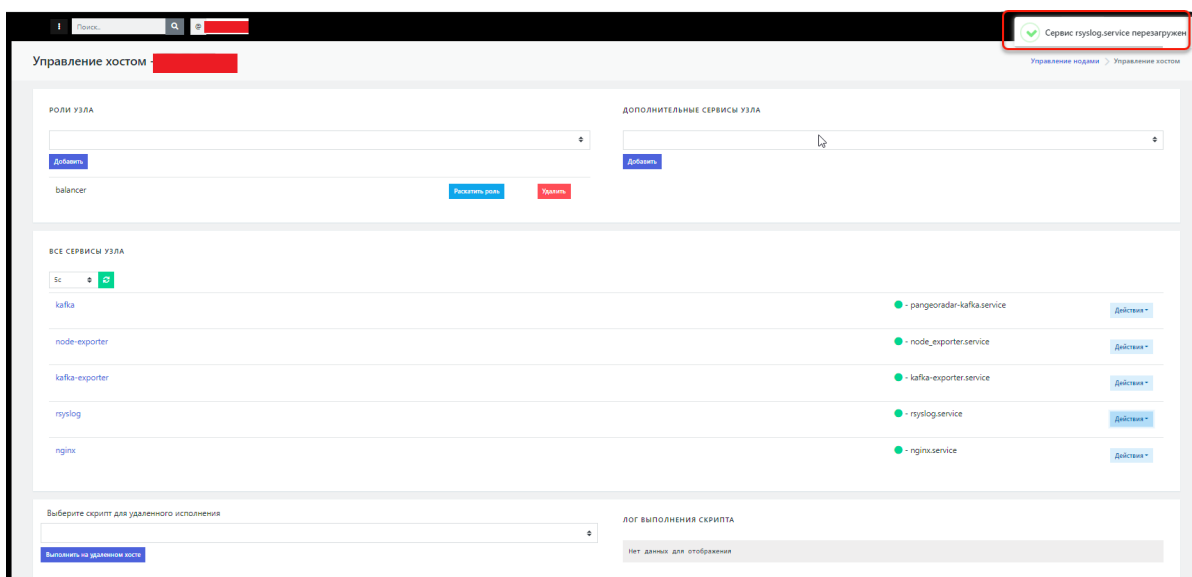 Поиск..
@
Сервис rsyslog.service перезагружен
Управление хостом -
Управление нодами > Управление хостом
РОЛИ УЗЛА
ДОПОЛНИТЕЛЬНЫЕ СЕРВИСЫ УЗЛА
Добавить
Добавить
balancer
Раскатить роль
Удалить
ВСЕ СЕРВИСЫ УЗЛА
5с
kafka
- pangeoradar-kafka.service
Действия
node-exporter
- node_exporter.service
Действия
kafka-exporter
- kafka-exporter.service
Действия
rsyslog
- rsyslog.service
Действия
nginx
- nginx.service
Действия
Выберите скрипт для удаленного исполнения
ЛОГ ВЫПОЛНЕНИЯ СКРИПТА
Выполнить на удаленном хосте
Нет данных для отображения